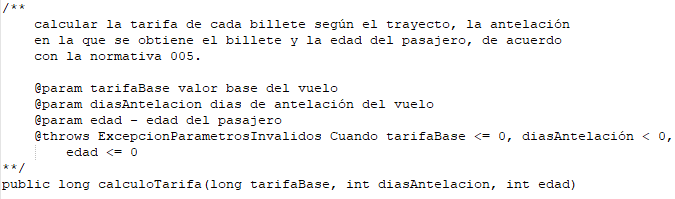 /**
calcular la tarifa de cada billete según el trayecto, la antelación
en la que se obtiene el billete y la edad del pasajero, de acuerdo
con la normativa 005.
@param tarifaBase valor base del vuelo
@param diasAntelacion dias de antelación del vuelo
@param edad - edad del pasajero
@throws ExcepcionParametrosInvalidos Cuando tarifaBase <= 0, diasAntelación < 0,
edad <= 0
**/
public long calculoTarifa(long tarifaBase, int diasAntelacion, int edad)